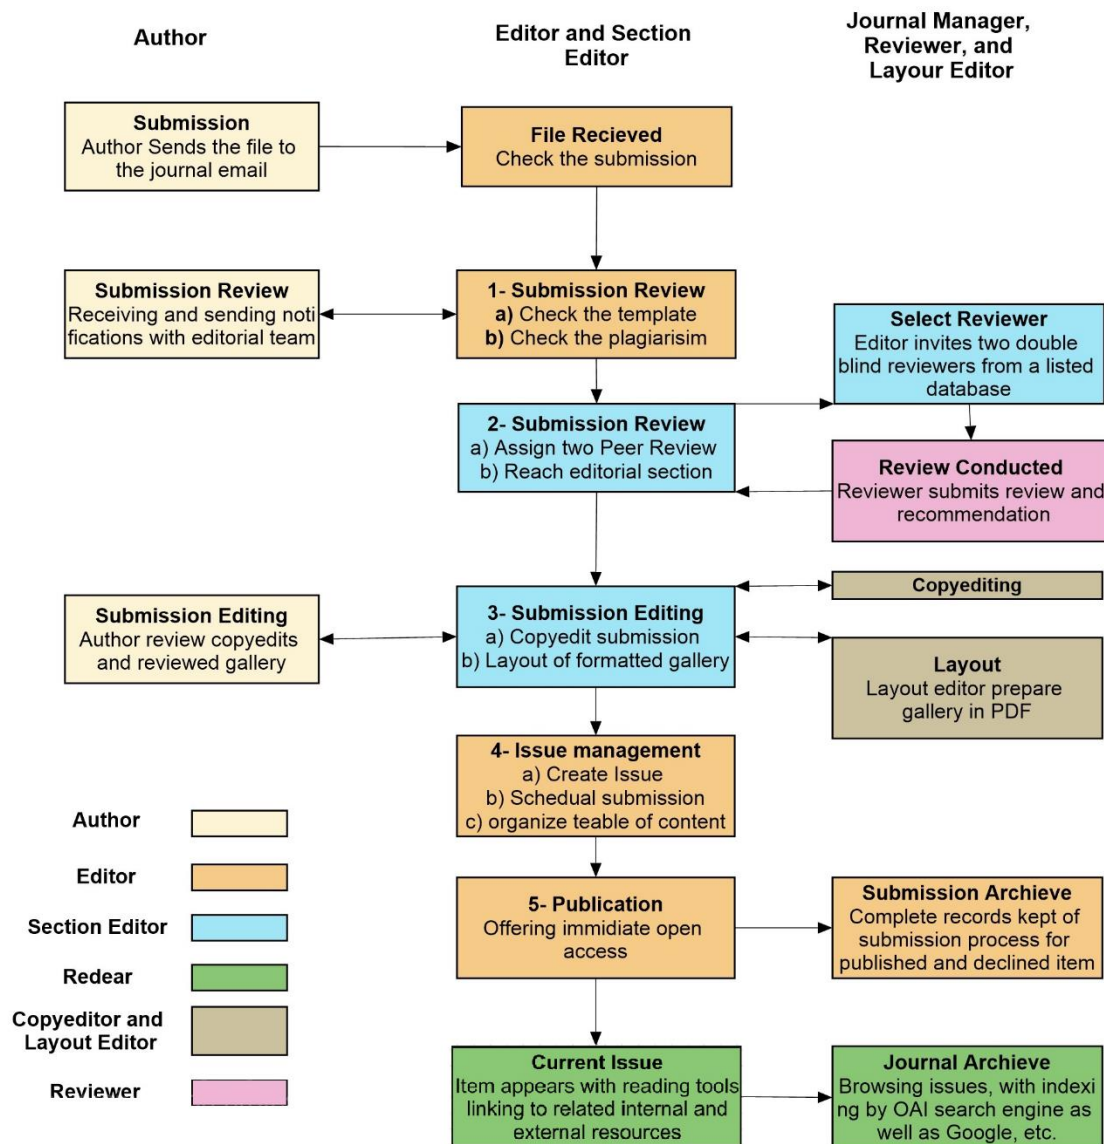 Author
Editor and Section
Editor
Journal Manager,
Reviewer, and
Layour Editor
Submission
Author Sends the file to
the journal email
File Recieved
Check the submission
Submission Review
Receiving and sending noti
fications with editorial team
1- Submission Review
a) Check the template
b) Check the plagiarisim
Select Reviewer
Editor invites two double
blind reviewers from a listed
database
2- Submission Review
a) Assign two Peer Review
b) Reach editorial section
Review Conducted
Reviewer submits review and
recommendation
Submission Editing
Author review copyedits
and reviewed gallery
3- Submission Editing
a) Copyedit submission
b) Layout of formatted gallery
Copyediting
Layout
Layout editor prepare
gallery in PDF
4- Issue management
a) Create Issue
b) Schedual submission
c) organize teable of content
5- Publication
Offering immidiate open
access
Submission Archieve
Complete records kept of
submission process for
published and declined item
Current Issue
Item appears with reading tools
linking to related internal and
external resources
Journal Archieve
Browsing issues, with indexi
ng by OAI search engine as
well as Google, etc.
Author
Editor
Section Editor
Redear
Copyeditor and
Layout Editor
Reviewer